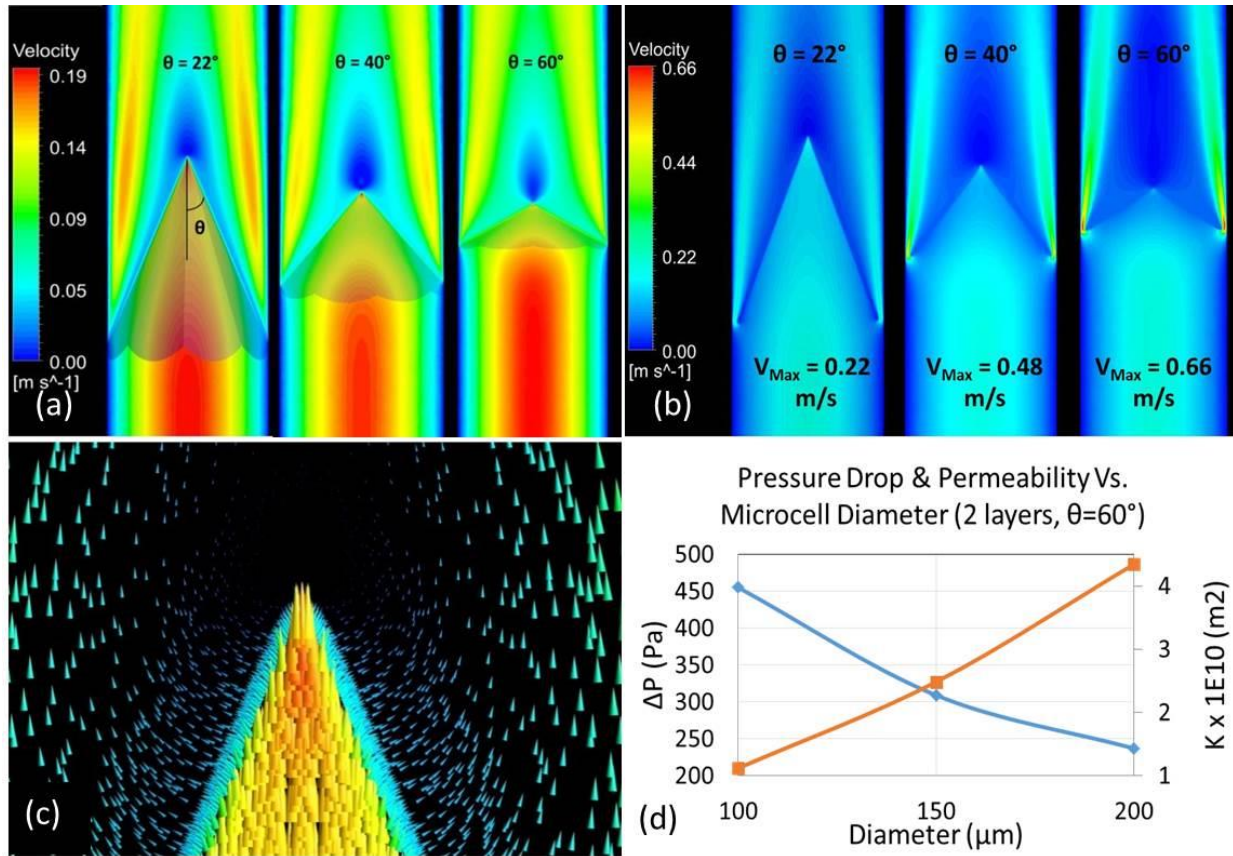 Velocity
0.19
0.14
0.09
0.05
0.00
[m s^-1]
(a)
θ = 22°
θ = 40°
θ = 60°
θ
Velocity
0.66
0.44
0.22
0.00
[m s^-1]
(b)
θ = 22°
θ = 40°
θ = 60°
VMax = 0.22
m/s
VMax = 0.48
m/s
VMax = 0.66
m/s
(c)
Pressure Drop & Permeability Vs.
Microcell Diameter (2 layers, θ=60°)
500
450
400
350
300
250
200
ΔP (Pa)
4
3
2
1
K x 1E10 (m2)
100
150
200
Diameter (µm)
(d)